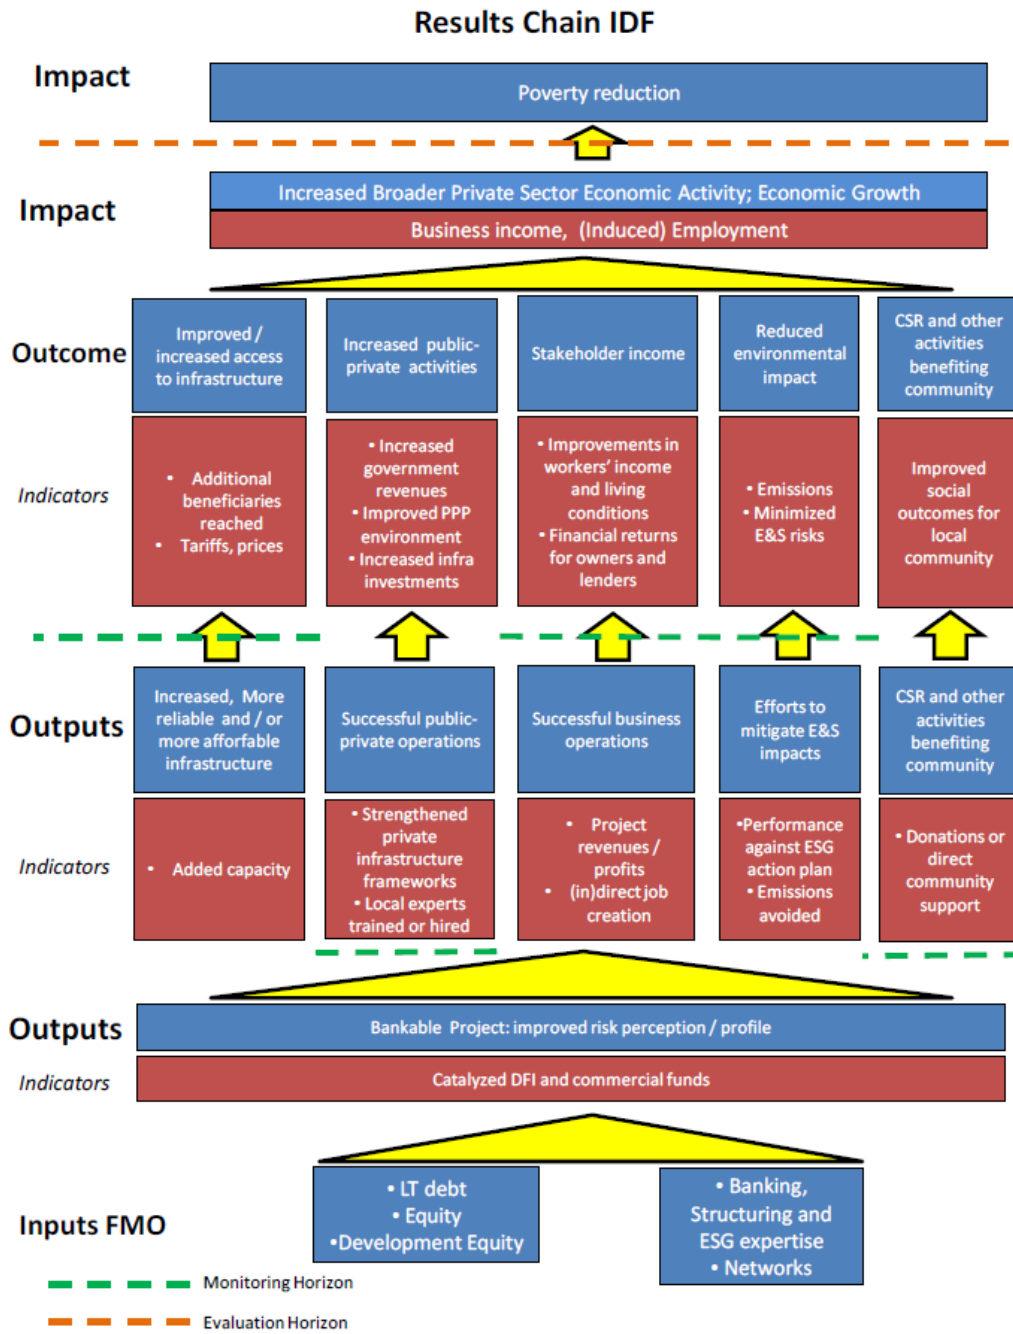 Results Chain IDF
Impact
Poverty reduction
Impact
Increased Broader Private Sector Economic Activity; Economic Growth
Business income, (Induced) Employment
Outcome
Improved /
increased access
to infrastructure
Increased public-
private activities
Stakeholder income
Reduced
environmental
impact
CSR and other
activities
benefiting
community
Indicators
• Additional
beneficiaries
reached
• Tariffs, prices
• Increased
government
revenues
• Improved PPP
environment
• Increased infra
investments
• Improvements in
workers' income
and living
conditions
• Financial returns
for owners and
lenders
• Emissions
• Minimized
E&S risks
Improved
social
outcomes for
local
community
Outputs
Increased, More
reliable and / or
more afforfable
infrastructure
Successful public-
private operations
Successful business
operations
Efforts to
mitigate E&S
impacts
CSR and other
activities
benefiting
community
Indicators
• Added capacity
• Strengthened
private
infrastructure
frameworks
• Local experts
trained or hired
• Project
revenues /
profits
• (in)direct job
creation
• Performance
against ESG
action plan
• Emissions
avoided
• Donations or
direct
community
support
Outputs
Bankable Project: improved risk perception / profile
Indicators
Catalyzed DFI and commercial funds
Inputs FMO
• LT debt
• Equity
• Development Equity
• Banking,
Structuring and
ESG expertise
• Networks
Monitoring Horizon
Evaluation Horizon